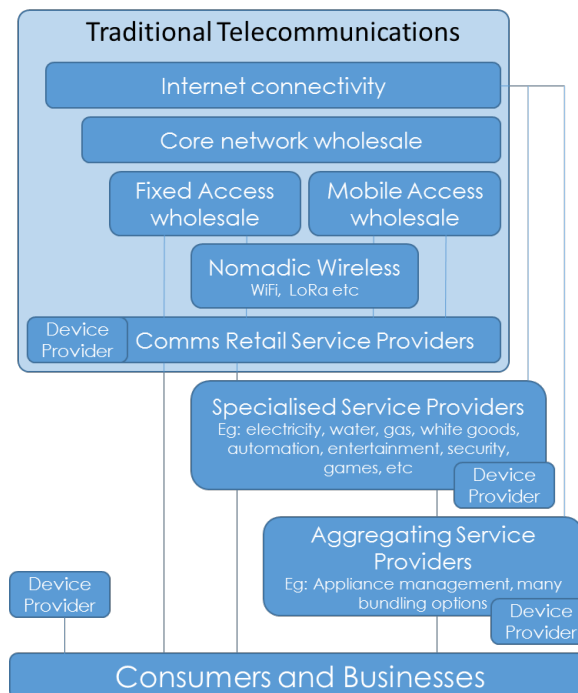 Traditional Telecommunications
Internet connectivity
Core network wholesale
Fixed Access
wholesale
Mobile Access
wholesale
Nomadic Wireless
WiFi, LoRa etc
Device
Provider
Comms Retail Service Providers
Specialised Service Providers
Eg: electricity, water, gas, white goods,
automation, entertainment, security,
games, etc
Device
Provider
Aggregating Service
Providers
Eg: Appliance management, many
bundling options
Device
Provider
Device
Provider
Consumers and Businesses